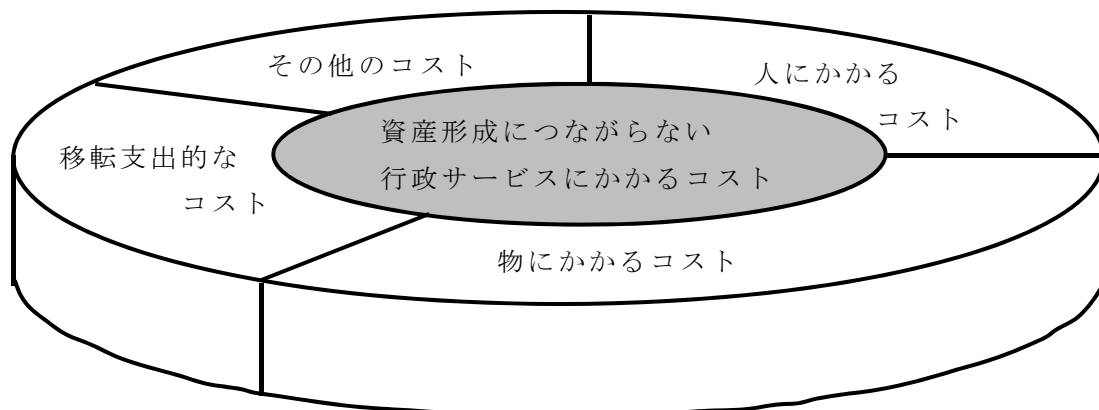 その他のコスト
人にかかる
コスト
資産形成につながらない
行政サービスにかかるコスト
移転支出的な
コスト
物にかかるコスト